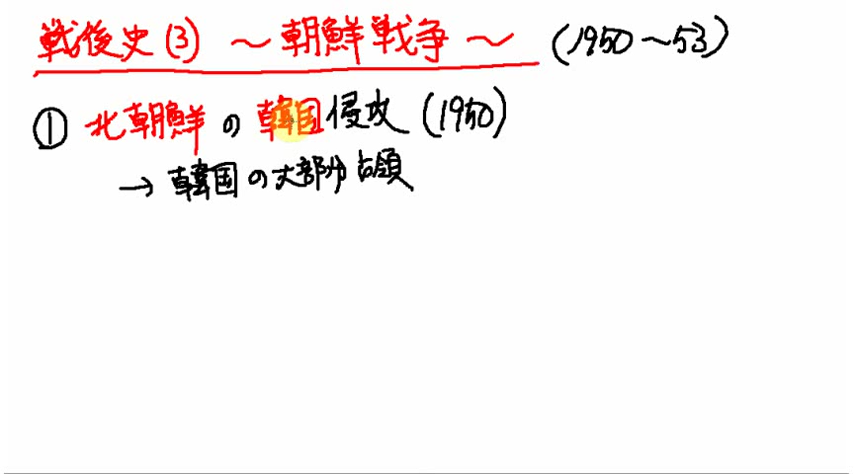 戦後史(3) ～朝鮮戦争～ (1950～53)
① 北朝鮮の韓国侵攻(1950)
→韓国の大部分占領